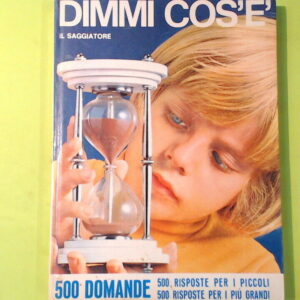 DIMMI COS'E'
IL SAGGIATORE
500 DOMANDE
500 RISPOSTE PER I PICCOLI
500 RISPOSTE PER I PIÙ GRANDI